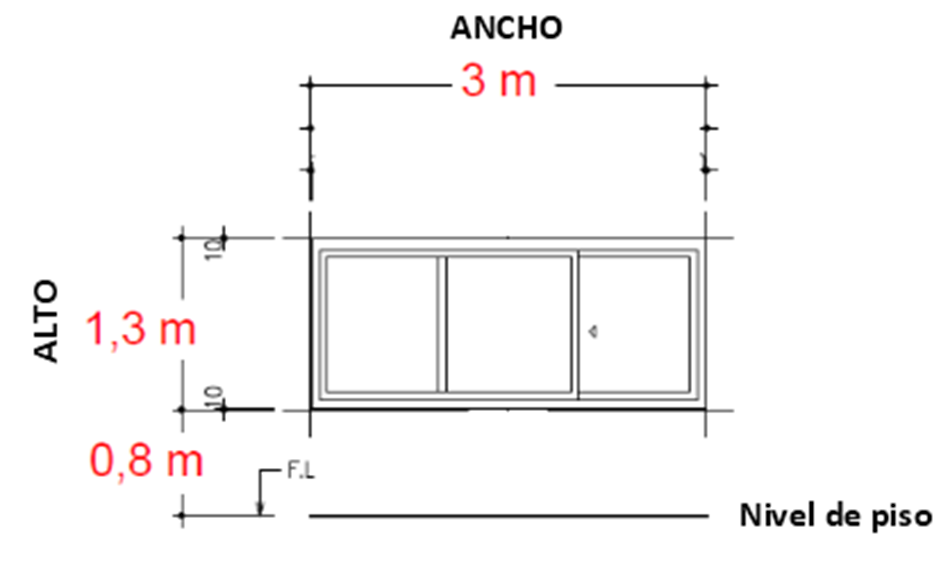 ANCHO
3 m
10
ALTO
1,3 m
10
0,8 m
F.L
Nivel de piso